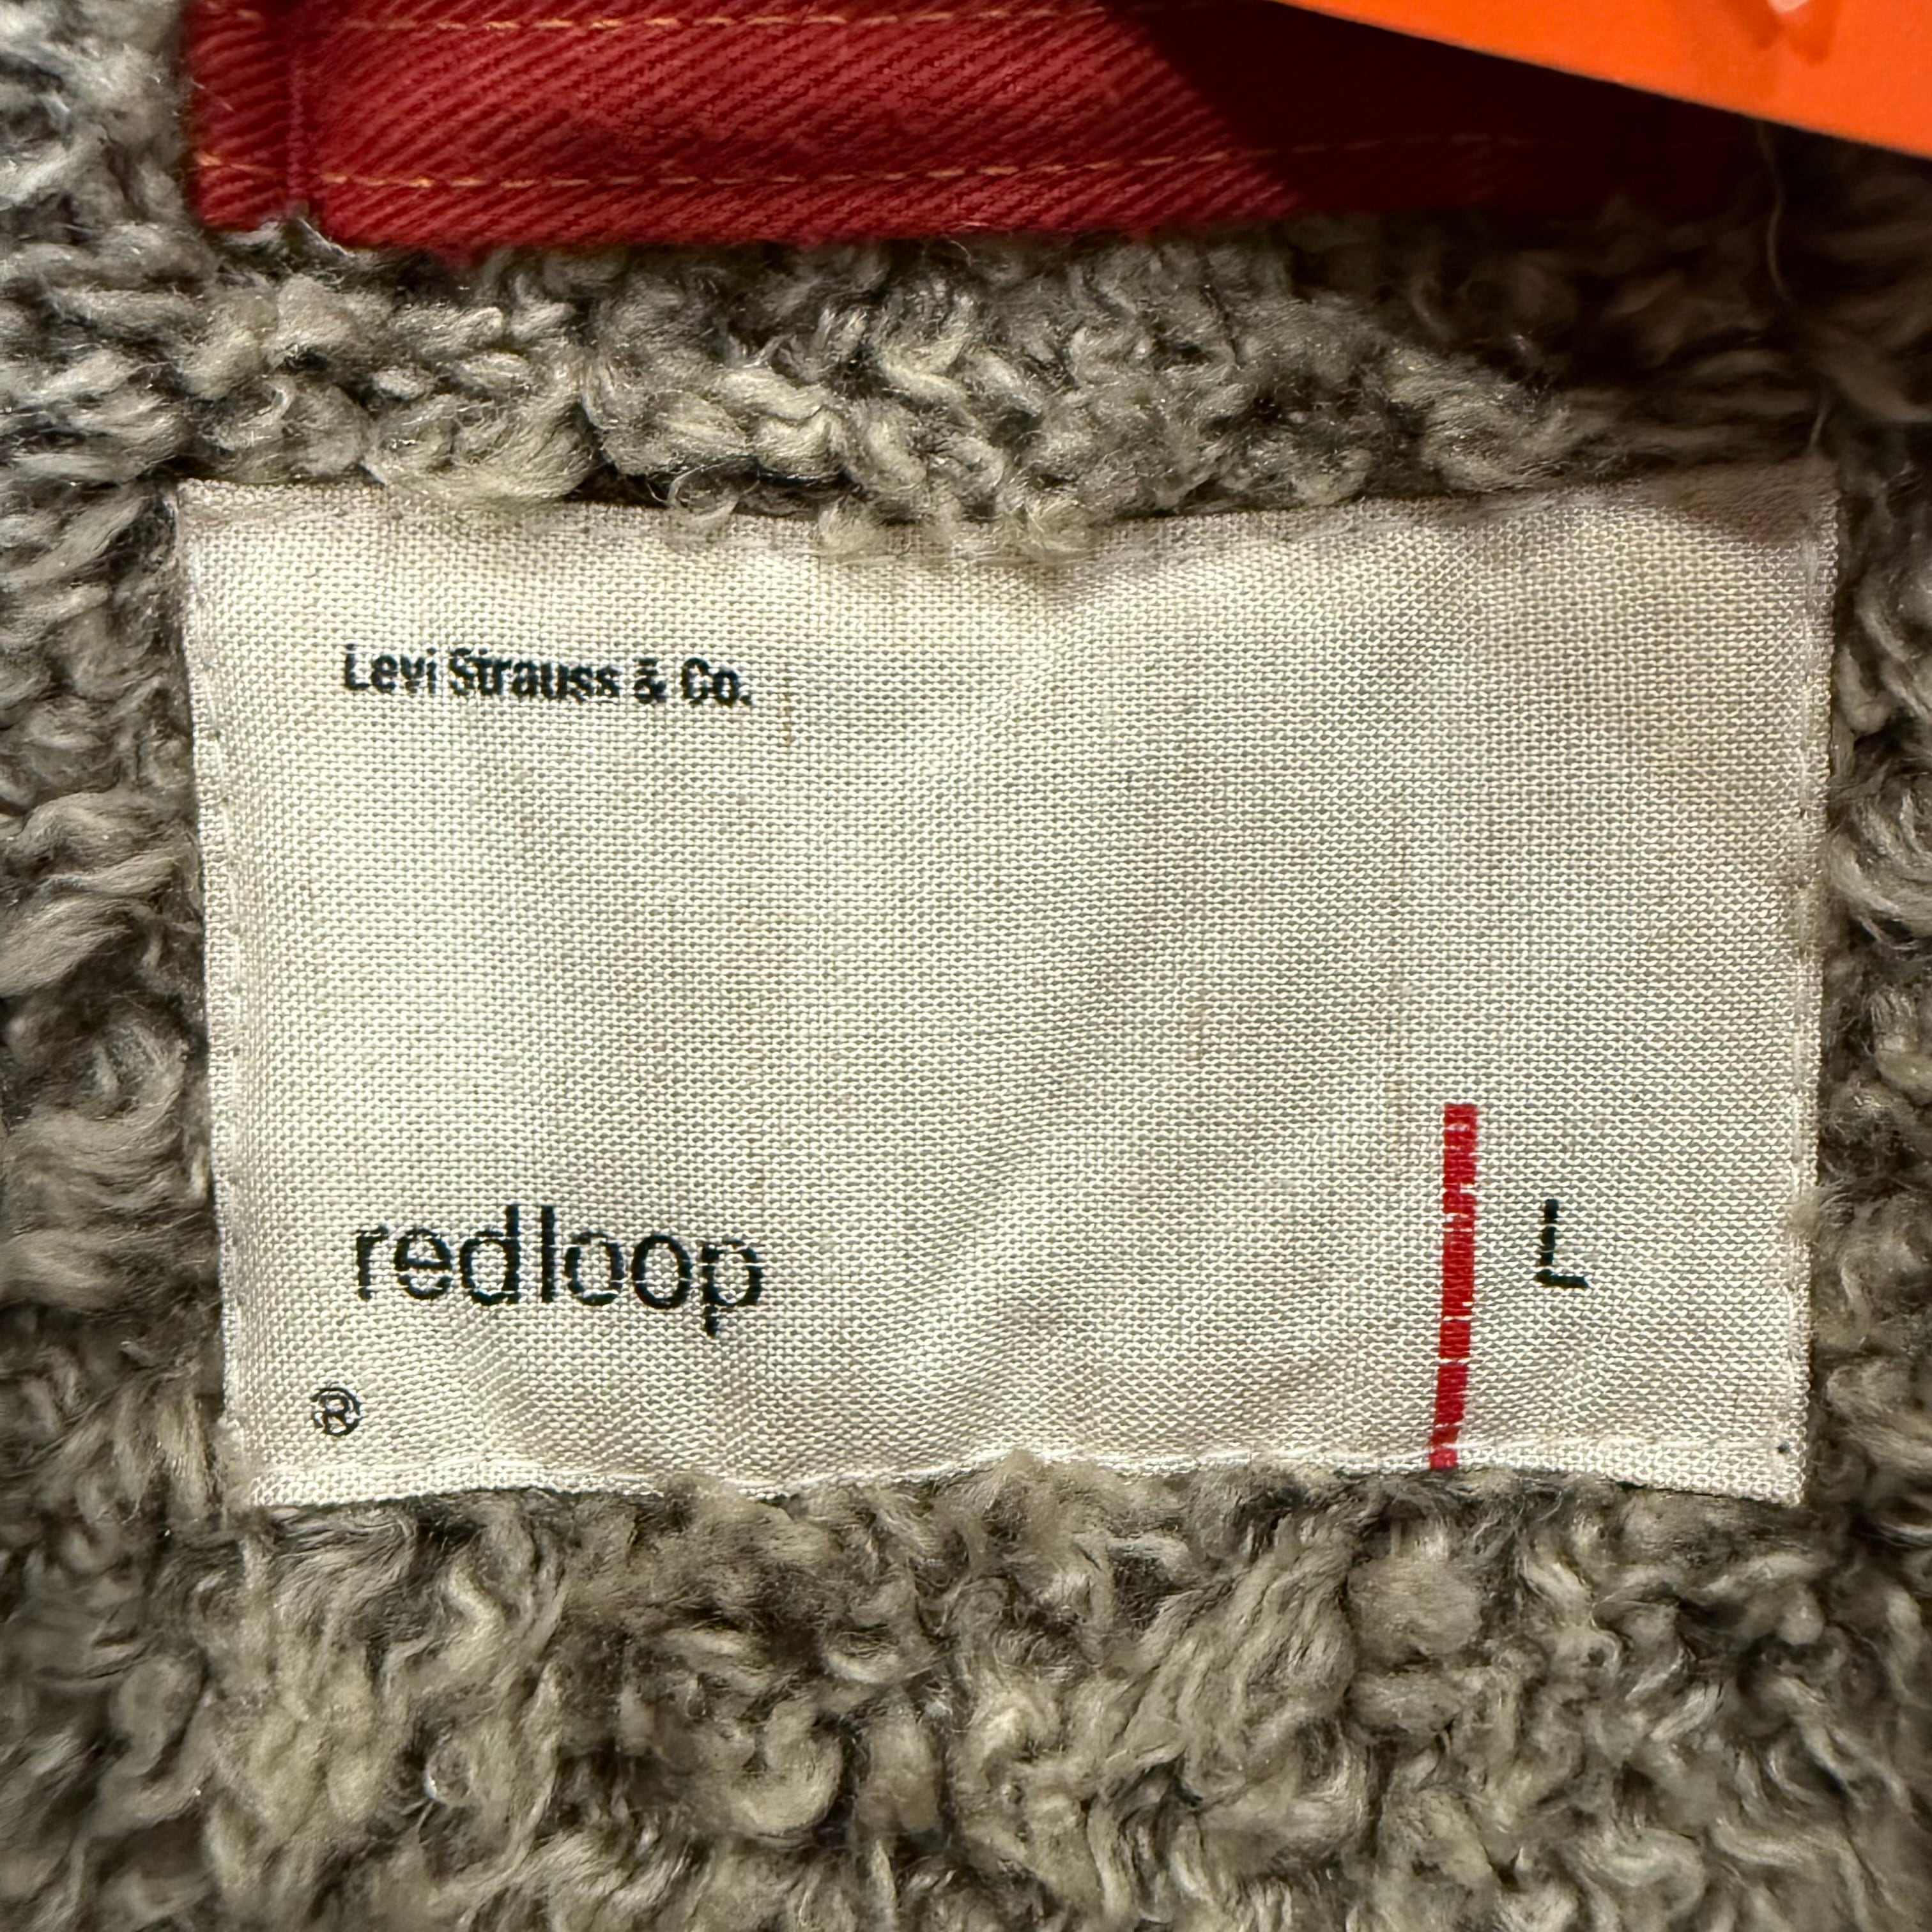 Levi Strauss & Co.
redloop
L
®